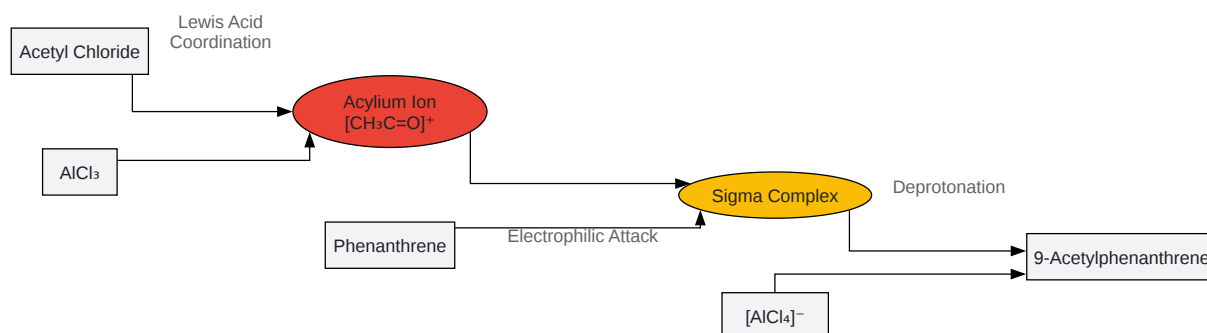 Lewis Acid
Coordination
Acetyl Chloride
Acylium Ion
[CH₃C=O]⁺
AlCl₃
Sigma Complex
Deprotonation
Phenanthrene
Electrophilic Attack
9-Acetylphenanthrene
[AlCl₄]⁻